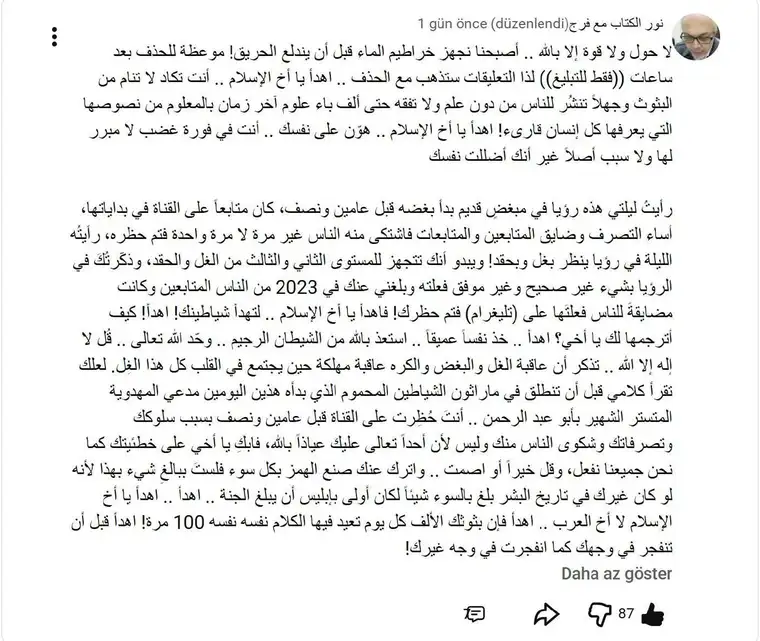 نور الكتاب مع فرج 1 gün önce (düzenlendi)
لا حول ولا قوة إلا بالله .. أصبحنا نجهز خراطيم الماء قبل أن يندلع الحريق! موعظة للحذف بعد
ساعات ((فقط للتبليغ)) لذا التعليقات ستذهب مع الحذف .. اهدأ يا أخ الإسلام .. أنت تكاد لا تنام من
البثوث وجهلاً تنشُر للناس من دون علم ولا تفقه حتى ألف باء علوم آخر زمان بالمعلوم من نصوصها
التي يعرفها كل إنسان قارىء! اهدأ يا أخ الإسلام .. هوّن على نفسك .. أنت في فورة غضب لا مبرر
لها ولا سبب أصلاً غير أنك أضللت نفسك
رأيتُ ليلتي هذه رؤيا في مبغض قديم بدأ بغضه قبل عامين ونصف، كان متابعاً على القناة في بداياتها،
أساء التصرف وضايق المتابعين والمتابعات فاشتكى منه الناس غير مرة لا مرة واحدة فتم حظره، رأيتُه
الليلة في رؤيا ينظر بغل وبحقد! ويبدو أنك تتجهز للمستوى الثاني والثالث من الغل والحقد، وذكّرتُك في
الرؤيا بشيء غير صحيح وغير موفق فعلته وبلغني عنك في 2023 من الناس المتابعين وكانت
مضايقةً للناس فعلتَها على (تليغرام) فتم حظرك! فاهدأ يا أخ الإسلام .. لتهدأ شياطينك! اهدأ! كيف
أترجمها لك يا أخي؟ اهدأ .. خذ نفساً عميقاً .. استعذ بالله من الشيطان الرجيم .. وحّد الله تعالى .. قُل لا
إله إلا الله .. تذكر أن عاقبة الغل والبغض والكره عاقبة مهلكة حين يجتمع في القلب كل هذا الغِل. لعلك
تقرأ كلامي قبل أن تنطلق في ماراثون الشياطين المحموم الذي بدأه هذين اليومين مدعي المهدوية
المتستر الشهير بأبو عبد الرحمن .. أنتَ حُظِرت على القناة قبل عامين ونصف بسبب سلوكك
وتصرفاتك وشكوى الناس منك وليس لأن أحداً تعالى عليك عياذاً بالله، فابكِ يا أخي على خطئيتك كما
نحن جميعنا نفعل، وقل خيراً أو اصمت .. واترك عنك صنع الهمز بكل سوء فلستَ ببالغِ شيء بهذا لأنه
لو كان غيرك في تاريخ البشر بلغ بالسوء شيئاً لكان أولى بإبليس أن يبلغ الجنة .. اهدأ .. اهدأ يا أخ
الإسلام لا أخ العرب .. اهدأ فإن بثوثك الألف كل يوم تعيد فيها الكلام نفسه نفسه 100 مرة! اهدأ قبل أن
تنفجر في وجهك كما انفجرت في وجه غيرك!
Daha az göster
87